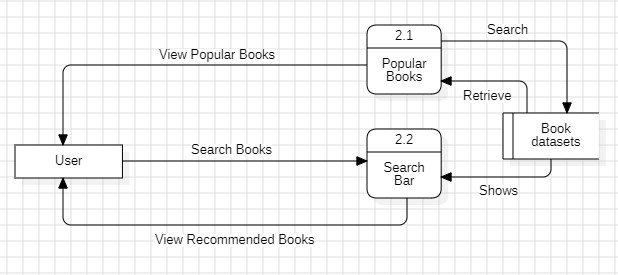 2.1
Search
View Popular Books
Popular
Books
Retrieve
Book
datasets
2.2
Search Books
User
Search
Bar
Shows
View Recommended Books